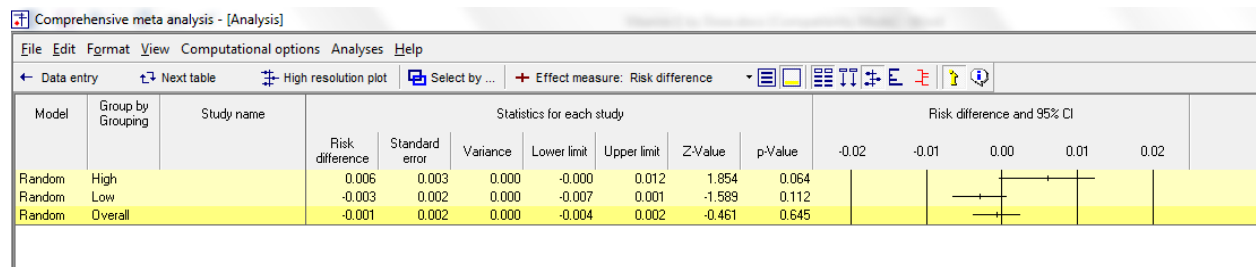 Comprehensive meta analysis - [Analysis]
File Edit Format View Computational options Analyses Help
← Data entry Next table High resolution plot Select by ... + Effect measure: Risk difference
Model Group by Grouping Study name Statistics for each study Risk difference and 95% CI
Risk difference Standard error Variance Lower limit Upper limit Z-Value p-Value -0.02 -0.01 0.00 0.01 0.02
Random High 0.006 0.003 0.000 -0.000 0.012 1.854 0.064
Random Low -0.003 0.002 0.000 -0.007 0.001 -1.589 0.112
Random Overall -0.001 0.002 0.000 -0.004 0.002 -0.461 0.645